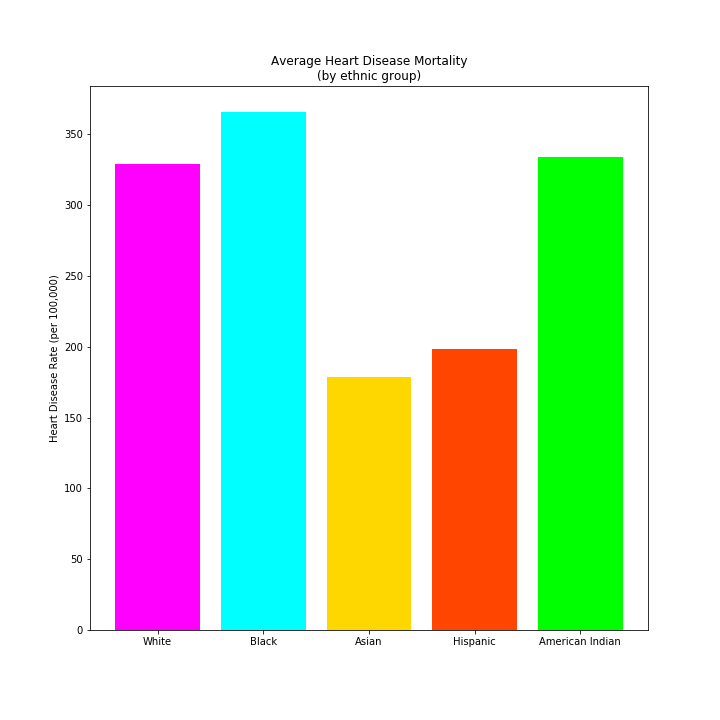 Average Heart Disease Mortality
(by ethnic group)
Heart Disease Rate (per 100,000)
350
300
250
200
150
100
50
0
White
Black
Asian
Hispanic
American Indian